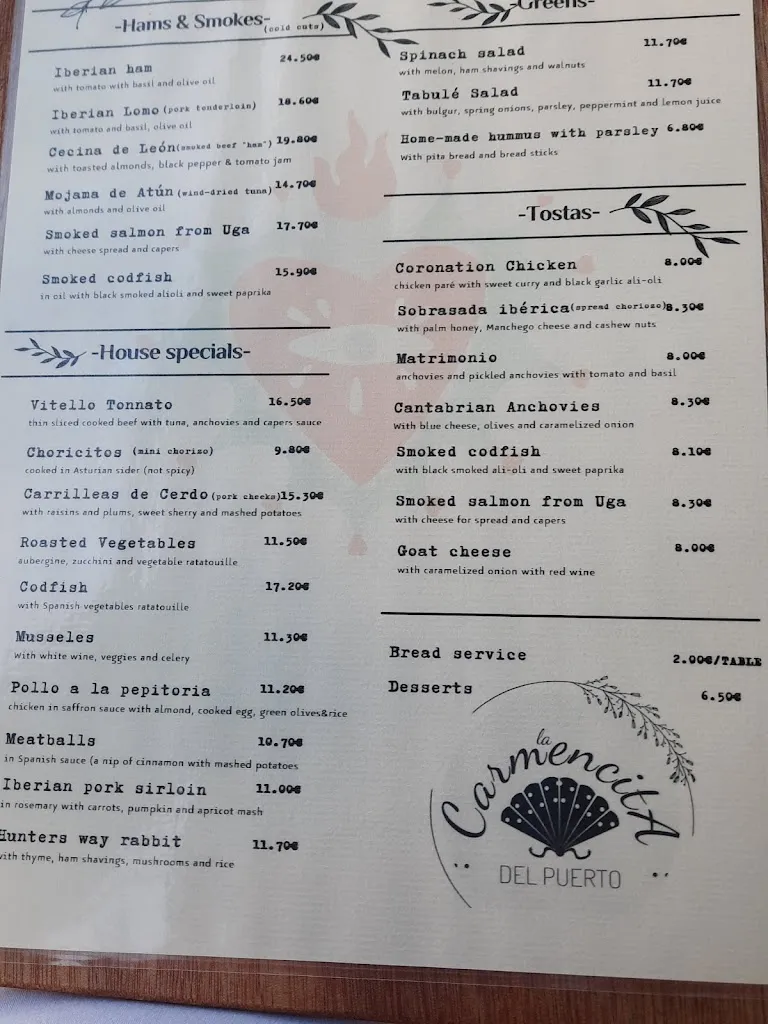 -Hams & Smokes-
(cold cuts)
Iberian ham 24.50€
with tomato with basil and olive oil
Iberian Lomo (pork tenderloin) 18.60€
with tomato and basil, olive oil
Cecina de León (smoked beef "ham") 19.80€
with toasted almonds, black pepper & tomato jam
Mojama de Atún (wind-dried tuna) 14.70€
with almonds and olive oil
Smoked salmon from Uga 17.70€
with cheese spread and capers
Smoked codfish 15.90€
in oil with black smoked alioli and sweet paprika
-House specials-
Vitello Tonnato 16.50€
thin sliced cooked beef with tuna, anchovies and capers sauce
Choricitos (mini chorizo) 9.80€
cooked in Asturian sider (not spicy)
Carrilleas de Cerdo (pork cheeks) 15.30€
with raisins and plums, sweet sherry and mashed potatoes
Roasted Vegetables 11.50€
aubergine, zucchini and vegetable ratatouille
Codfish 17.20€
with Spanish vegetables ratatouille
Musseles 11.30€
With white wine, veggies and celery
Pollo a la pepitoria 11.20€
chicken in saffron sauce with almond, cooked egg, green olives&rice
Meatballs 10.70€
in Spanish sauce (a nip of cinnamon with mashed potatoes
Iberian pork sirloin 11.00€
in rosemary with carrots, pumpkin and apricot mash
Hunters way rabbit 11.70€
with thyme, ham shavings, mushrooms and rice
-Greens-
Spinach salad 11.70€
with melon, ham shavings and walnuts
Tabulé Salad 11.70€
with bulgur, spring onions, parsley, peppermint and lemon juice
Home-made hummus with parsley 6.80€
With pita bread and bread sticks
-Tostas-
Coronation Chicken 8.00€
chicken paré with sweet curry and black garlic ali-oli
Sobrasada ibérica (spread chorioso) 8.30€
with palm honey, Manchego cheese and cashew nuts
Matrimonio 8.00€
anchovies and pickled anchovies with tomato and basil
Cantabrian Anchovies 8.30€
With blue cheese, olives and caramelized onion
Smoked codfish 8.10€
with black smoked ali-oli and sweet paprika
Smoked salmon from Uga 8.30€
with cheese for spread and capers
Goat cheese 8.00€
with caramelized onion with red wine
Bread service 2.00€/TABLE
Desserts 6.50€
la
CarmencitA
DEL PUERTO